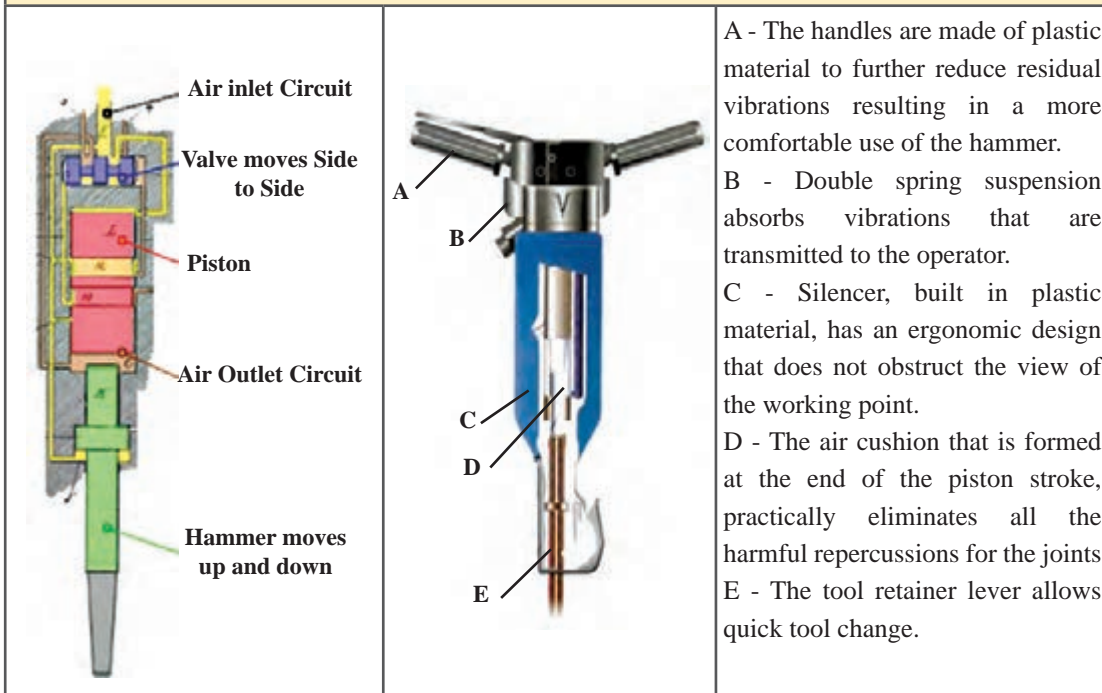 Air inlet Circuit
Valve moves Side
to Side
Piston
Air Outlet Circuit
Hammer moves
up and down
A
B
C
D
E
A - The handles are made of plastic
material to further reduce residual
vibrations resulting in a more
comfortable use of the hammer.
B - Double spring suspension
absorbs vibrations that are
transmitted to the operator.
C - Silencer, built in plastic
material, has an ergonomic design
that does not obstruct the view of
the working point.
D - The air cushion that is formed
at the end of the piston stroke,
practically eliminates all the
harmful repercussions for the joints
E - The tool retainer lever allows
quick tool change.